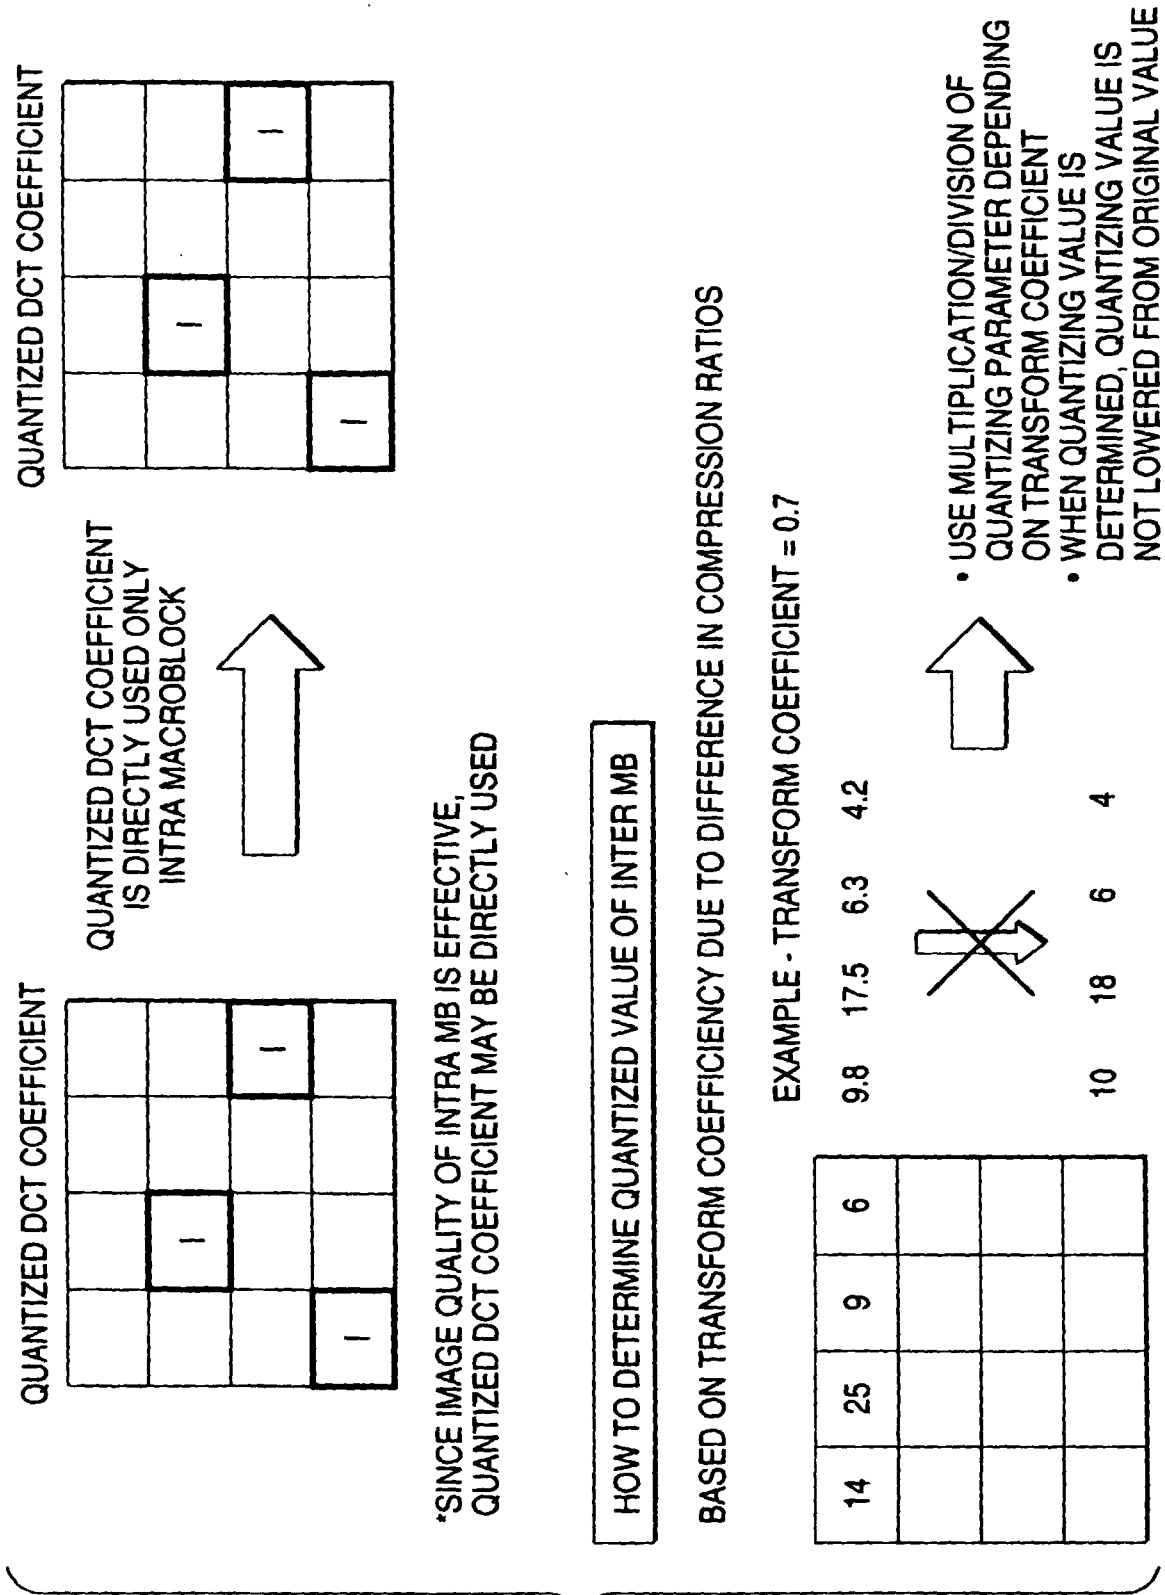 QUANTIZED DCT COEFFICIENT
I
I
I
QUANTIZED DCT COEFFICIENT
IS DIRECTLY USED ONLY
INTRA MACROBLOCK
QUANTIZED DCT COEFFICIENT
I
I
I
*SINCE IMAGE QUALITY OF INTRA MB IS EFFECTIVE,
QUANTIZED DCT COEFFICIENT MAY BE DIRECTLY USED
HOW TO DETERMINE QUANTIZED VALUE OF INTER MB
BASED ON TRANSFORM COEFFICIENCY DUE TO DIFFERENCE IN COMPRESSION RATIOS
EXAMPLE - TRANSFORM COEFFICIENT = 0.7
14 25 9 6
9.8 17.5 6.3 4.2
10 18 6 4
• USE MULTIPLICATION/DIVISION OF
QUANTIZING PARAMETER DEPENDING
ON TRANSFORM COEFFICIENT
• WHEN QUANTIZING VALUE IS
DETERMINED, QUANTIZING VALUE IS
NOT LOWERED FROM ORIGINAL VALUE